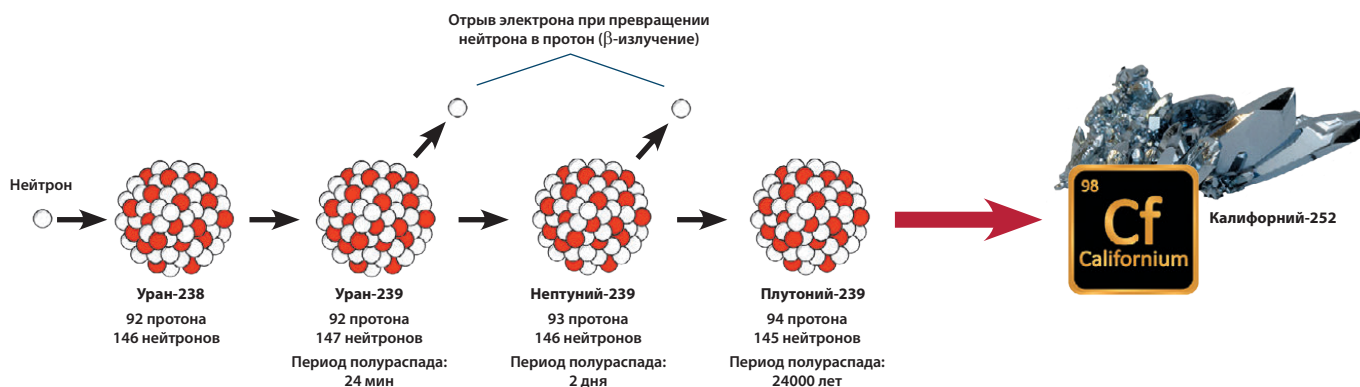 Отрыв электрона при превращении
нейтрона в протон (β-излучение)
Нейтрон
Уран-238
92 протона
146 нейтронов
Уран-239
92 протона
147 нейтронов
Период полураспада:
24 мин
Нептуний-239
93 протона
146 нейтронов
Период полураспада:
2 дня
Плутоний-239
94 протона
145 нейтронов
Период полураспада:
24000 лет
98
Cf
Californium
Калифорний-252